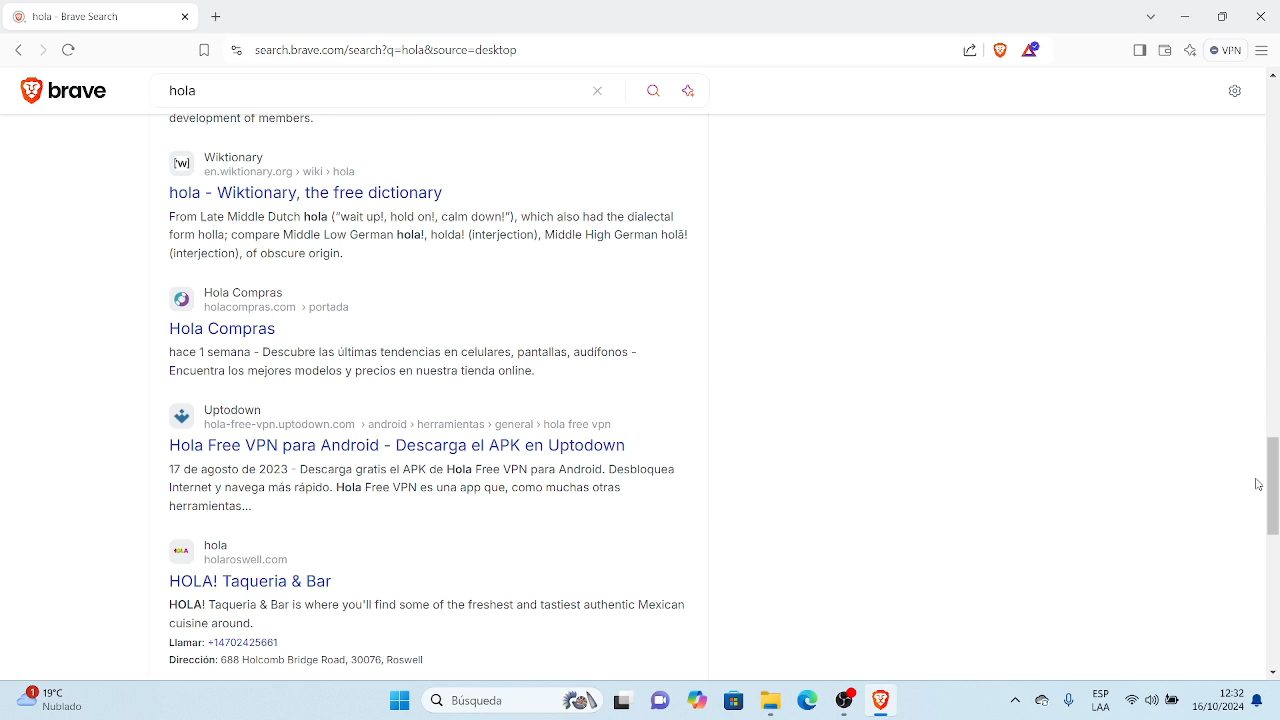 hola - Brave Search
search.brave.com/search?q=hola&source=desktop
VPN
brave
hola
development of members.
Wiktionary
en.wiktionary.org › wiki › hola
hola - Wiktionary, the free dictionary
From Late Middle Dutch hola ("wait up!, hold on!, calm down!"), which also had the dialectal
form holla; compare Middle Low German hola!, holda! (interjection), Middle High German holā!
(interjection), of obscure origin.
Hola Compras
holacompras.com › portada
Hola Compras
hace 1 semana - Descubre las últimas tendencias en celulares, pantallas, audífonos -
Encuentra los mejores modelos y precios en nuestra tienda online.
Uptodown
hola-free-vpn.uptodown.com › android › herramientas › general › hola free vpn
Hola Free VPN para Android - Descarga el APK en Uptodown
17 de agosto de 2023 - Descarga gratis el APK de Hola Free VPN para Android. Desbloquea
Internet y navega más rápido. Hola Free VPN es una app que, como muchas otras
herramientas...
HOLA
hola
holaroswell.com
HOLA! Taqueria & Bar
HOLA! Taqueria & Bar is where you'll find some of the freshest and tastiest authentic Mexican
cuisine around.
Llamar: +14702425661
Dirección: 688 Holcomb Bridge Road, 30076, Roswell
1
19°C
Nublado
Búsqueda
ESP
LAA
12:32
16/10/2024